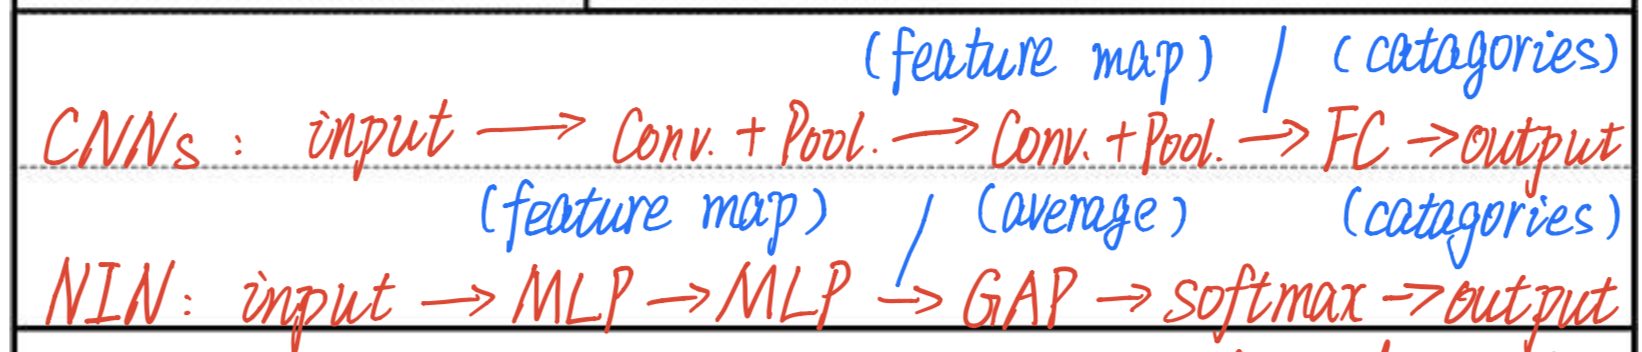 (feature map) / (catagories)
CNNs: input → Conv. + Pool. → Conv. + Pool. → FC → output
(feature map) / (average) (catagories)
NIN: input → MLP → MLP → GAP → softmax → output